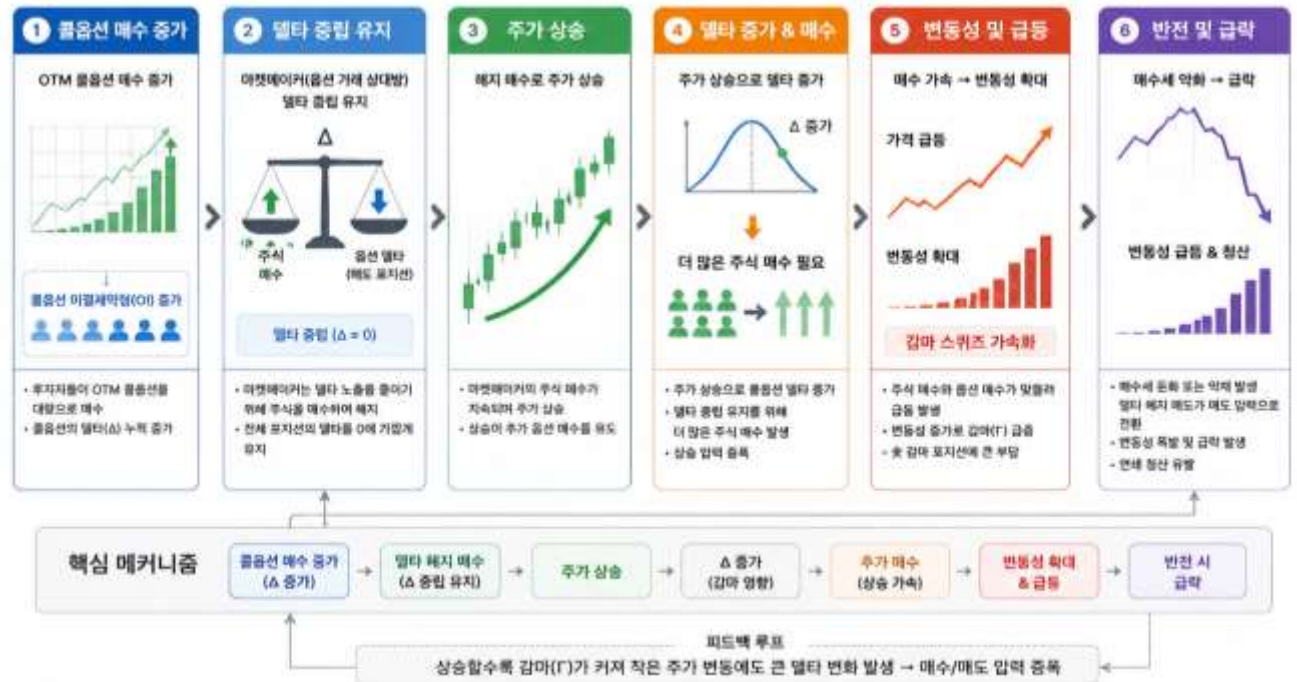 1 콜옵션 매수 증가
OTM 콜옵션 매수 증가
콜옵션 미결제약정(OI) 증가
• 투자자들이 OTM 콜옵션을
대량으로 매수
• 콜옵션의 델타(Δ) 누적 증가
2 델타 중립 유지
마켓메이커(옵션 거래 상대방)
델타 중립 유지
Δ
주식
매수
옵션 델타
(매도 포지션)
델타 중립 (Δ = 0)
• 마켓메이커는 델타 노출을 줄이기
위해 주식을 매수하여 헤지
• 전체 포지션의 델타를 0에 가깝게
유지
3 주가 상승
헤지 매수로 주가 상승
• 마켓메이커의 주식 매수가
지속되며 주가 상승
• 상승이 추가 옵션 매수를 유도
4 델타 증가 & 매수
주가 상승으로 델타 증가
Δ 증가
더 많은 주식 매수 필요
• 주가 상승으로 콜옵션 델타 증가
• 델타 중립 유지를 위해
더 많은 주식 매수 발생
• 상승 압력 증폭
5 변동성 및 급등
매수 가속 → 변동성 확대
가격 급등
변동성 확대
감마 스퀴즈 가속화
• 주식 매수와 옵션 매수가 맞물려
급등 발생
• 변동성 증가로 감마(Γ) 급증
• 숏 감마 포지션에 큰 부담
6 반전 및 급락
매수세 약화 → 급락
변동성 급등 & 청산
• 매수세 둔화 또는 악재 발생
델타 헤지 매도가 매도 압력으로
전환
• 변동성 폭발 및 급락 발생
• 연쇄 청산 유발
핵심 메커니즘
콜옵션 매수 증가
(Δ 증가)
델타 헤지 매수
(Δ 중립 유지)
주가 상승
Δ 증가
(감마 영향)
추가 매수
(상승 가속)
변동성 확대
& 급등
반전 시
급락
피드백 루프
상승할수록 감마(Γ)가 커져 작은 주가 변동에도 큰 델타 변화 발생 → 매수/매도 압력 증폭